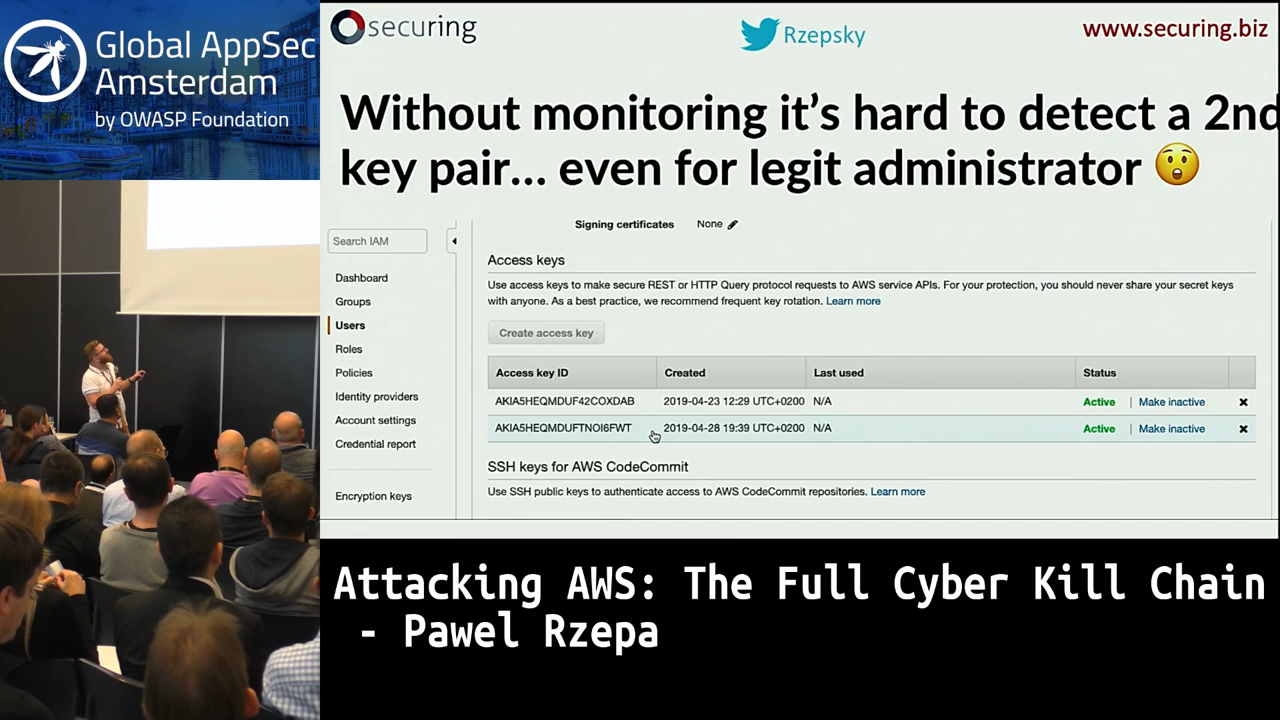 Global AppSec
Amsterdam
by OWASP Foundation
securing
Rzepsky
www.securing.biz
Without monitoring it's hard to detect a 2nd
key pair... even for legit administrator 😲
Search IAM
Dashboard
Groups
Users
Roles
Policies
Identity providers
Account settings
Credential report
Encryption keys
Signing certificates None
Access keys
Use access keys to make secure REST or HTTP Query protocol requests to AWS service APIs. For your protection, you should never share your secret keys
with anyone. As a best practice, we recommend frequent key rotation. Learn more
Create access key
Access key ID Created Last used Status
AKIA5HEQMDUF42COXDAB 2019-04-23 12:29 UTC+0200 N/A Active | Make inactive
AKIA5HEQMDUFTNOI6FWT 2019-04-28 19:39 UTC+0200 N/A Active | Make inactive
SSH keys for AWS CodeCommit
Use SSH public keys to authenticate access to AWS CodeCommit repositories. Learn more
Attacking AWS: The Full Cyber Kill Chain
- Pawel Rzepa